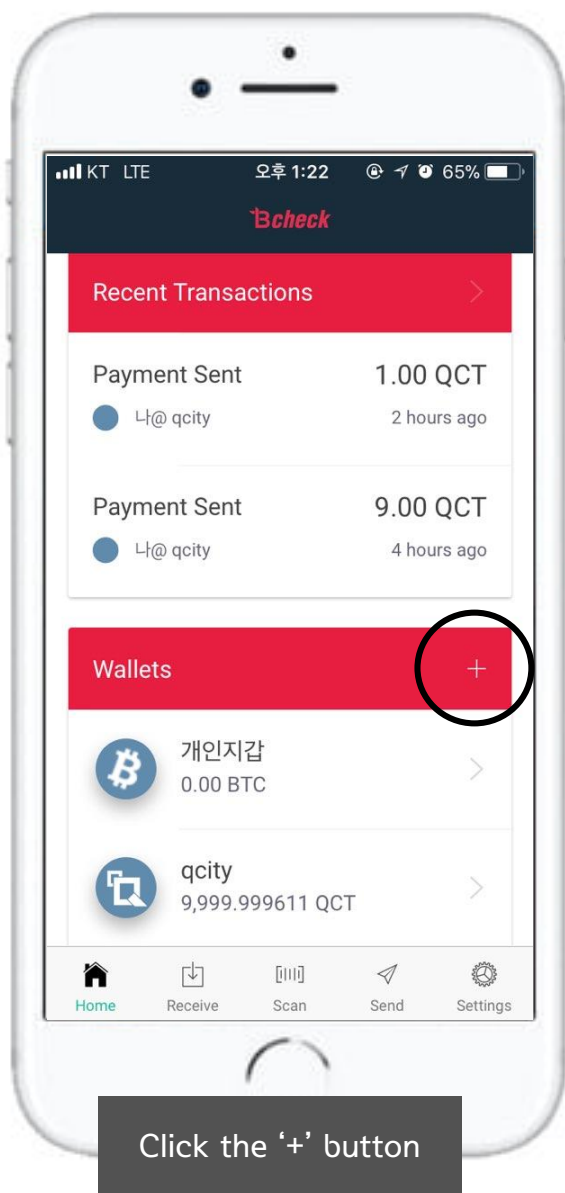 KT LTE 오후 1:22 65%
Bcheck
Recent Transactions
Payment Sent 1.00 QCT
나@ qcity 2 hours ago
Payment Sent 9.00 QCT
나@ qcity 4 hours ago
Wallets +
개인지갑
0.00 BTC
qcity
9,999.999611 QCT
Home Receive Scan Send Settings
Click the ‘+’ button